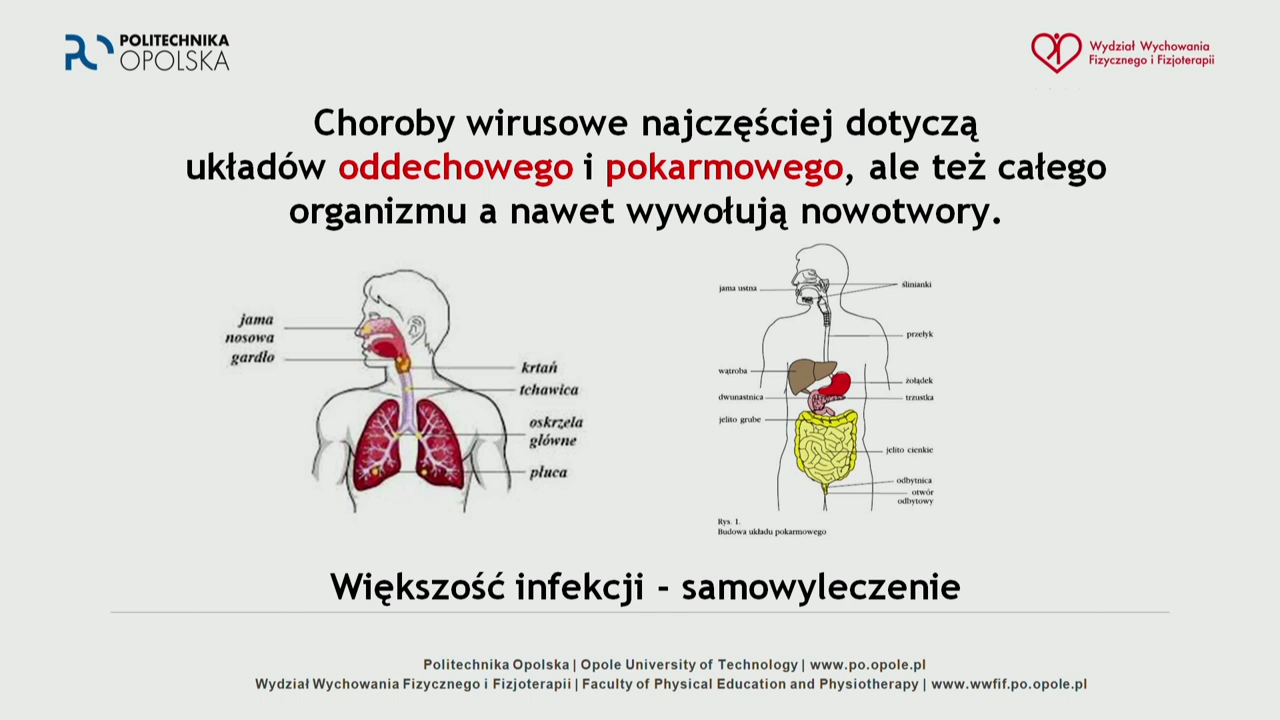 POLITECHNIKA
OPOLSKA
Wydział Wychowania
Fizycznego i Fizjoterapii
Choroby wirusowe najczęściej dotyczą
układów oddechowego i pokarmowego, ale też całego
organizmu a nawet wywołują nowotwory.
jama
nosowa
gardło
krtań
tchawica
oskrzela
główne
płuca
jama ustna
ślinianki
przełyk
wątroba
żołądek
dwunastnica
trzustka
jelito grube
jelito cienkie
odbytnica
otwór
odbytowy
Rys. 1.
Budowa układu pokarmowego
Większość infekcji - samowyleczenie
Politechnika Opolska | Opole University of Technology | www.po.opole.pl
Wydział Wychowania Fizycznego i Fizjoterapii | Faculty of Physical Education and Physiotherapy | www.wwfif.po.opole.pl